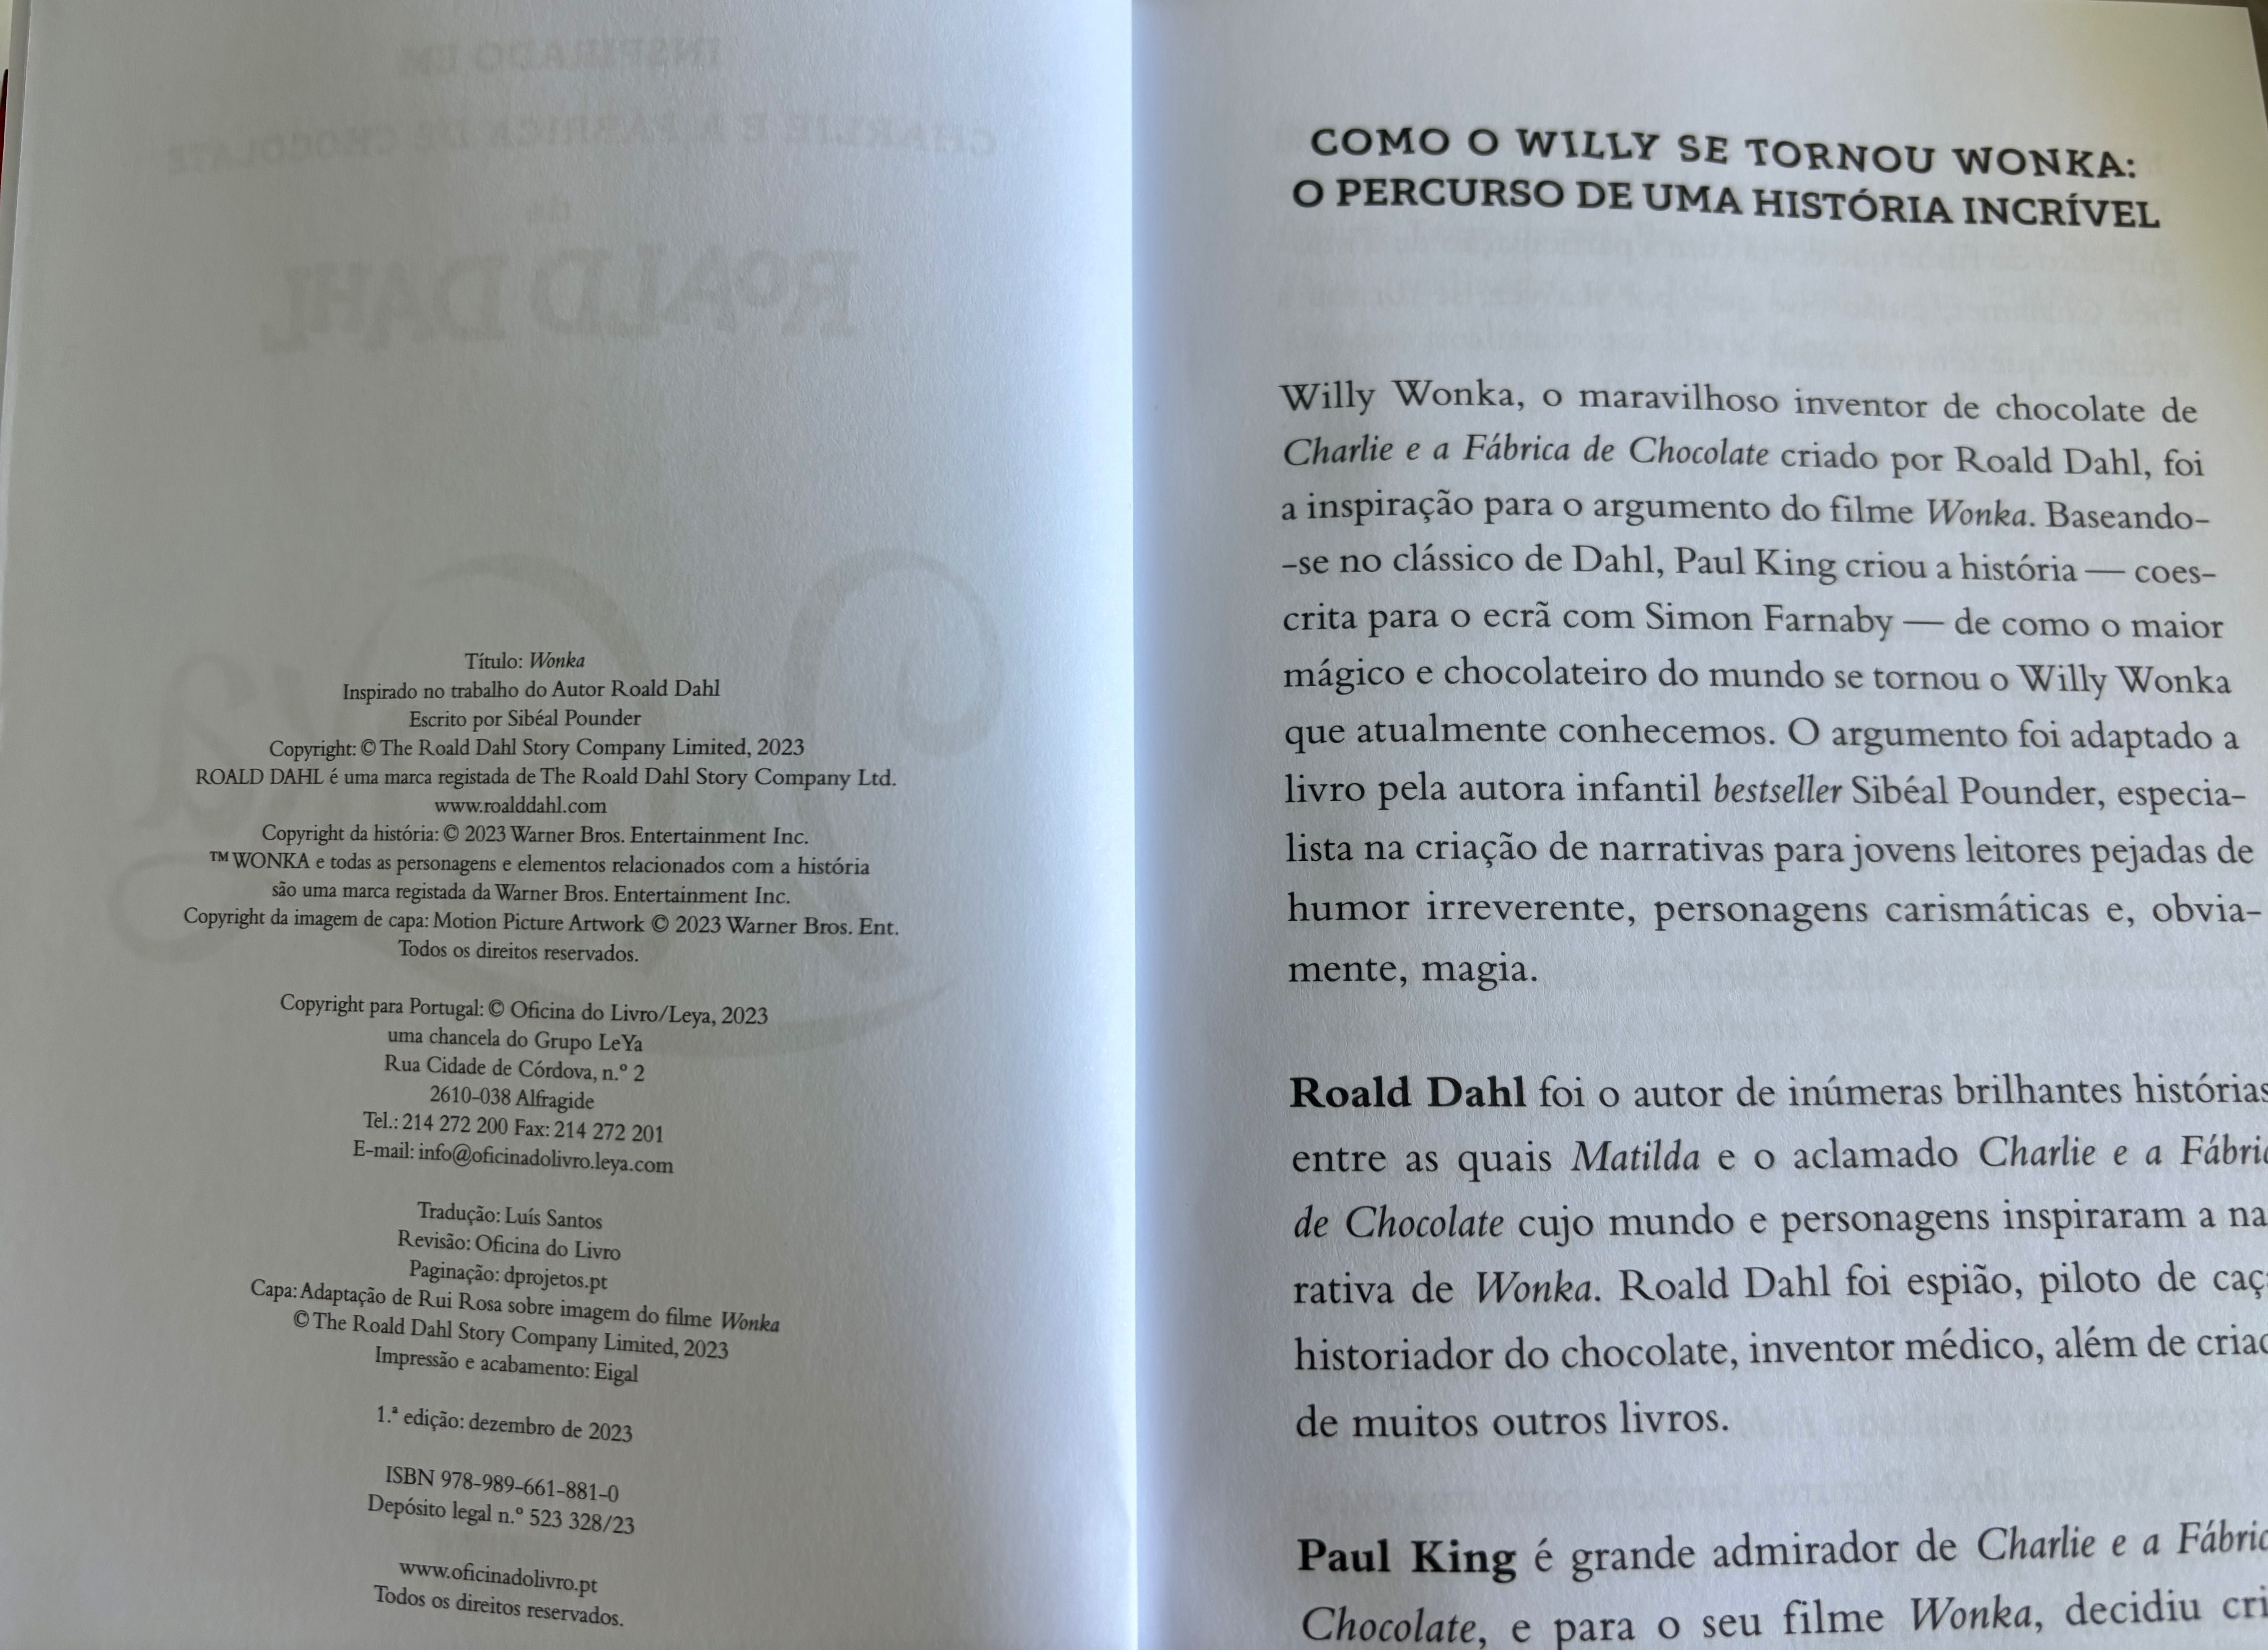 Título: Wonka
Inspirado no trabalho do Autor Roald Dahl
Escrito por Sibéal Pounder
Copyright: © The Roald Dahl Story Company Limited, 2023
ROALD DAHL é uma marca registada de The Roald Dahl Story Company Ltd.
www.roalddahl.com
Copyright da história: © 2023 Warner Bros. Entertainment Inc.
™ WONKA e todas as personagens e elementos relacionados com a história
são uma marca registada da Warner Bros. Entertainment Inc.
Copyright da imagem de capa: Motion Picture Artwork © 2023 Warner Bros. Ent.
Todos os direitos reservados.
Copyright para Portugal: © Oficina do Livro/Leya, 2023
uma chancela do Grupo LeYa
Rua Cidade de Córdova, n.º 2
2610-038 Alfragide
Tel.: 214 272 200 Fax: 214 272 201
E-mail: info@oficinadolivro.leya.com
Tradução: Luís Santos
Revisão: Oficina do Livro
Paginação: dprojetos.pt
Capa: Adaptação de Rui Rosa sobre imagem do filme Wonka
© The Roald Dahl Story Company Limited, 2023
Impressão e acabamento: Eigal
1.ª edição: dezembro de 2023
ISBN 978-989-661-881-0
Depósito legal n.º 523 328/23
www.oficinadolivro.pt
Todos os direitos reservados.
COMO O WILLY SE TORNOU WONKA:
O PERCURSO DE UMA HISTÓRIA INCRÍVEL
Willy Wonka, o maravilhoso inventor de chocolate de
Charlie e a Fábrica de Chocolate criado por Roald Dahl, foi
a inspiração para o argumento do filme Wonka. Baseando-
-se no clássico de Dahl, Paul King criou a história — coes-
crita para o ecrã com Simon Farnaby — de como o maior
mágico e chocolateiro do mundo se tornou o Willy Wonka
que atualmente conhecemos. O argumento foi adaptado a
livro pela autora infantil bestseller Sibéal Pounder, especia-
lista na criação de narrativas para jovens leitores pejadas de
humor irreverente, personagens carismáticas e, obvia-
mente, magia.
Roald Dahl foi o autor de inúmeras brilhantes histórias
entre as quais Matilda e o aclamado Charlie e a Fábric
de Chocolate cujo mundo e personagens inspiraram a na
rativa de Wonka. Roald Dahl foi espião, piloto de caç
historiador do chocolate, inventor médico, além de criad
de muitos outros livros.
Paul King é grande admirador de Charlie e a Fábric
Chocolate, e para o seu filme Wonka, decidiu cri